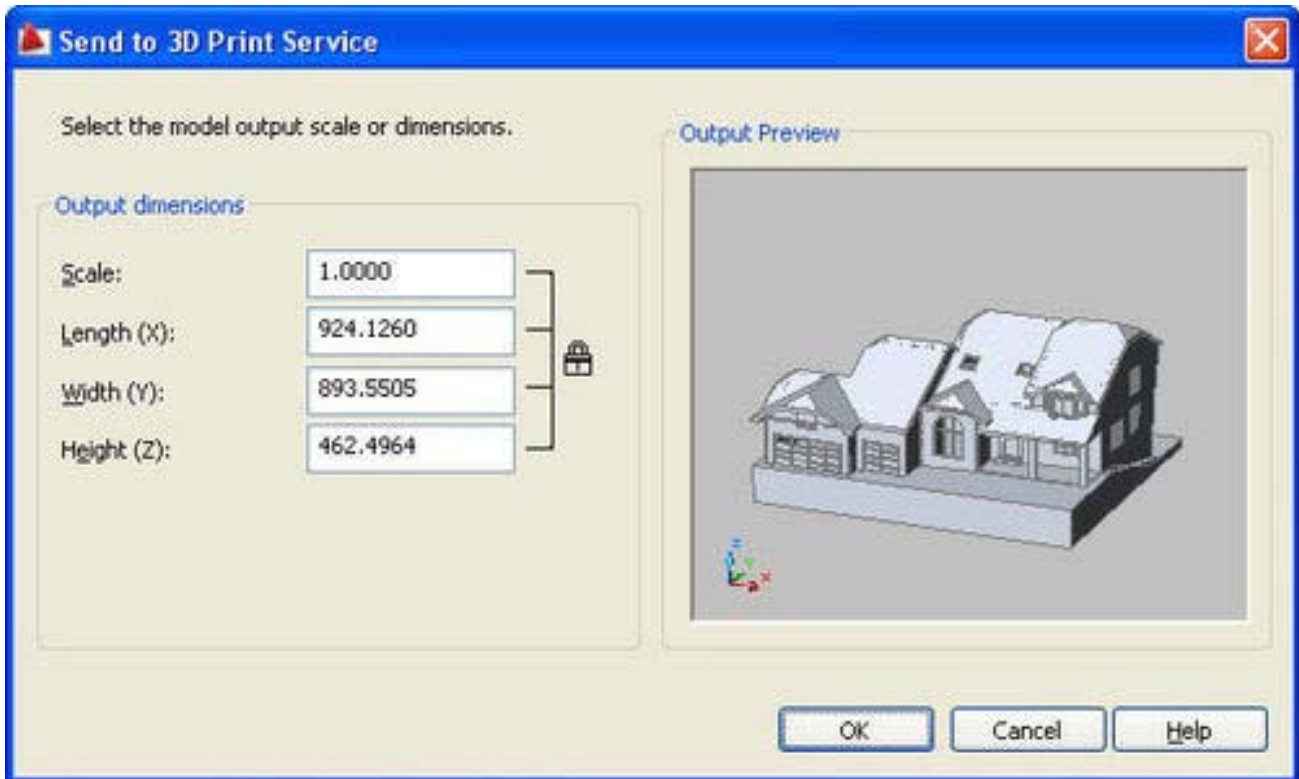 Send to 3D Print Service
Select the model output scale or dimensions.
Output dimensions
Scale: 1.0000
Length (X): 924.1260
Width (Y): 893.5505
Height (Z): 462.4964
Output Preview
Z
Y
X
OK Cancel Help